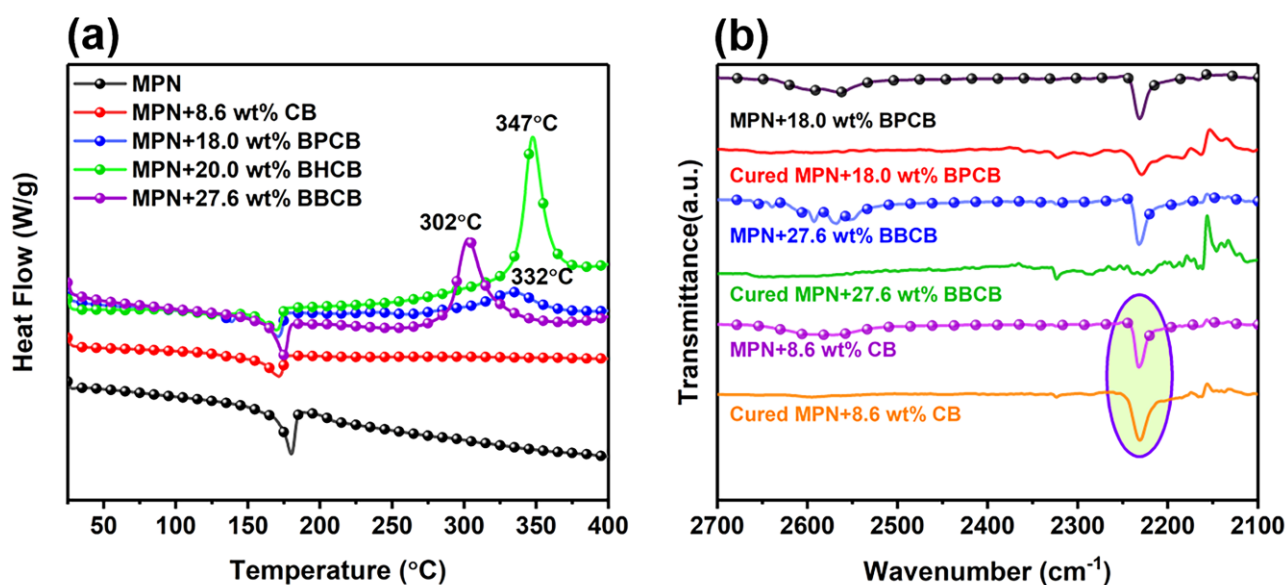 (a)
MPN
MPN+8.6 wt% CB
MPN+18.0 wt% BPCB
MPN+20.0 wt% BHCB
MPN+27.6 wt% BBCB
347°C
302°C
332°C
Heat Flow (W/g)
50 100 150 200 250 300 350 400
Temperature (°C)
(b)
MPN+18.0 wt% BPCB
Cured MPN+18.0 wt% BPCB
MPN+27.6 wt% BBCB
Cured MPN+27.6 wt% BBCB
MPN+8.6 wt% CB
Cured MPN+8.6 wt% CB
Transmittance(a.u.)
2700 2600 2500 2400 2300 2200 2100
Wavenumber (cm⁻¹)